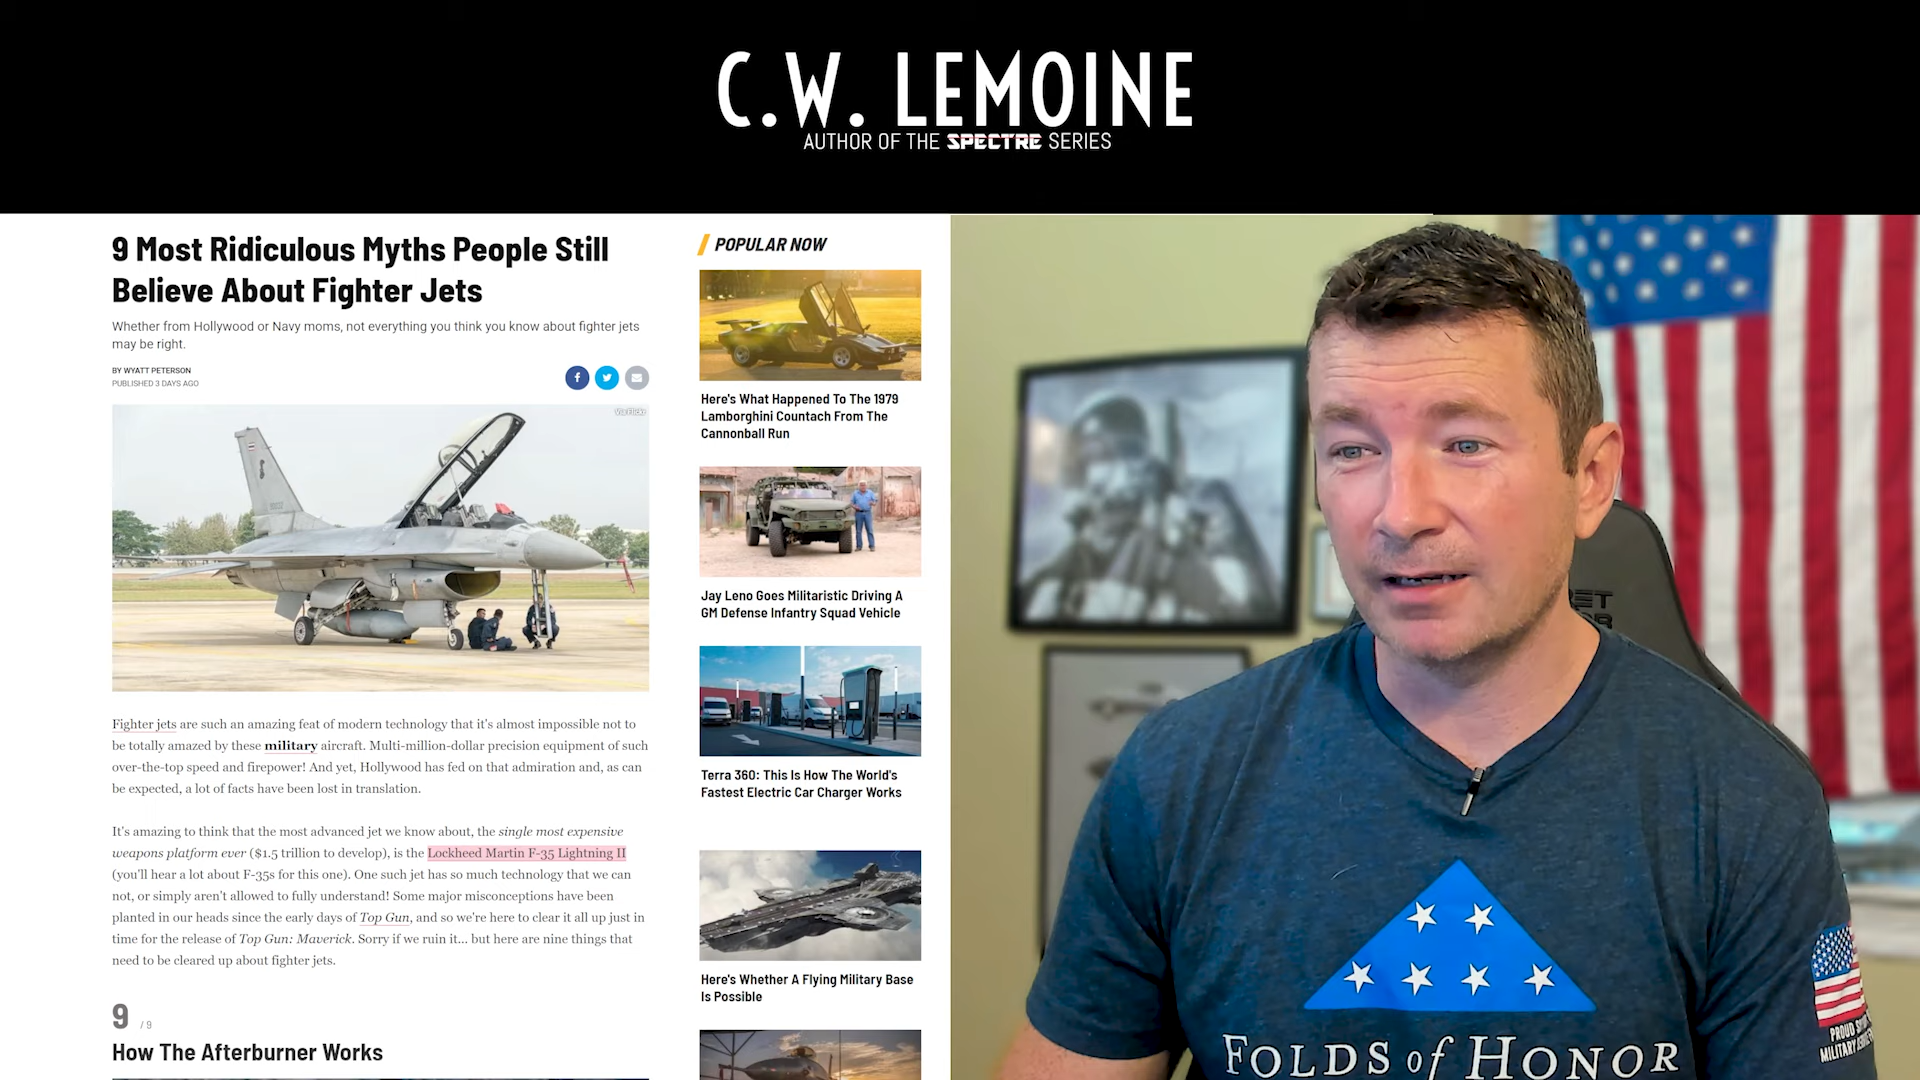 C.W. LEMOINE
AUTHOR OF THE SPECTRE SERIES
9 Most Ridiculous Myths People Still
Believe About Fighter Jets
Whether from Hollywood or Navy moms, not everything you think you know about fighter jets
may be right.
BY WYATT PETERSON
PUBLISHED 3 DAYS AGO
Via Flickr
Fighter jets are such an amazing feat of modern technology that it's almost impossible not to
be totally amazed by these military aircraft. Multi-million-dollar precision equipment of such
over-the-top speed and firepower! And yet, Hollywood has fed on that admiration and, as can
be expected, a lot of facts have been lost in translation.
It's amazing to think that the most advanced jet we know about, the single most expensive
weapons platform ever ($1.5 trillion to develop), is the Lockheed Martin F-35 Lightning II
(you'll hear a lot about F-35s for this one). One such jet has so much technology that we can
not, or simply aren't allowed to fully understand! Some major misconceptions have been
planted in our heads since the early days of Top Gun, and so we're here to clear it all up just in
time for the release of Top Gun: Maverick. Sorry if we ruin it... but here are nine things that
need to be cleared up about fighter jets.
9 / 9
How The Afterburner Works
POPULAR NOW
Here's What Happened To The 1979
Lamborghini Countach From The
Cannonball Run
Jay Leno Goes Militaristic Driving A
GM Defense Infantry Squad Vehicle
Terra 360: This Is How The World's
Fastest Electric Car Charger Works
Here's Whether A Flying Military Base
Is Possible
FOLDS of HONOR
PROUD
MILITARY